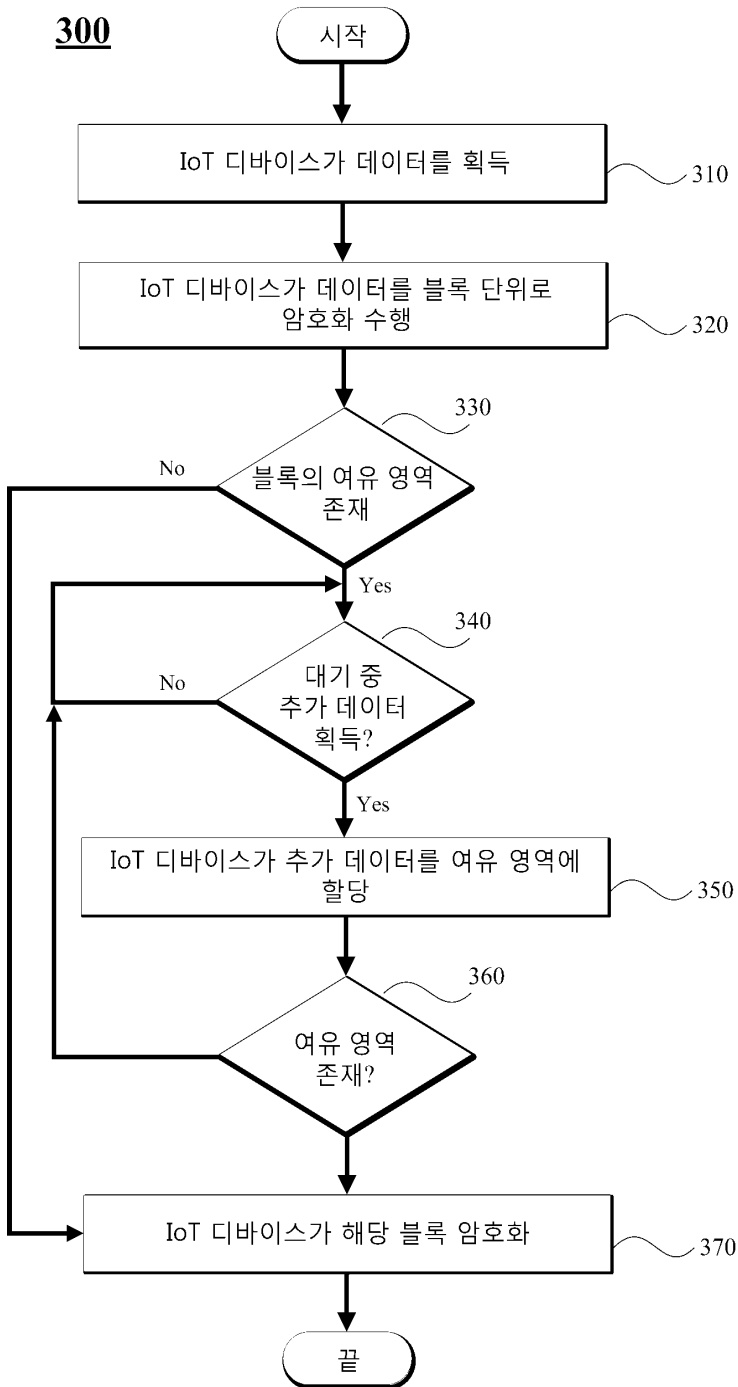 300
시작
IoT 디바이스가 데이터를 획득
310
IoT 디바이스가 데이터를 블록 단위로
암호화 수행
320
330
No
블록의 여유 영역
존재
Yes
340
No
대기 중
추가 데이터
획득?
Yes
IoT 디바이스가 추가 데이터를 여유 영역에
할당
350
360
여유 영역
존재?
IoT 디바이스가 해당 블록 암호화
370
끝